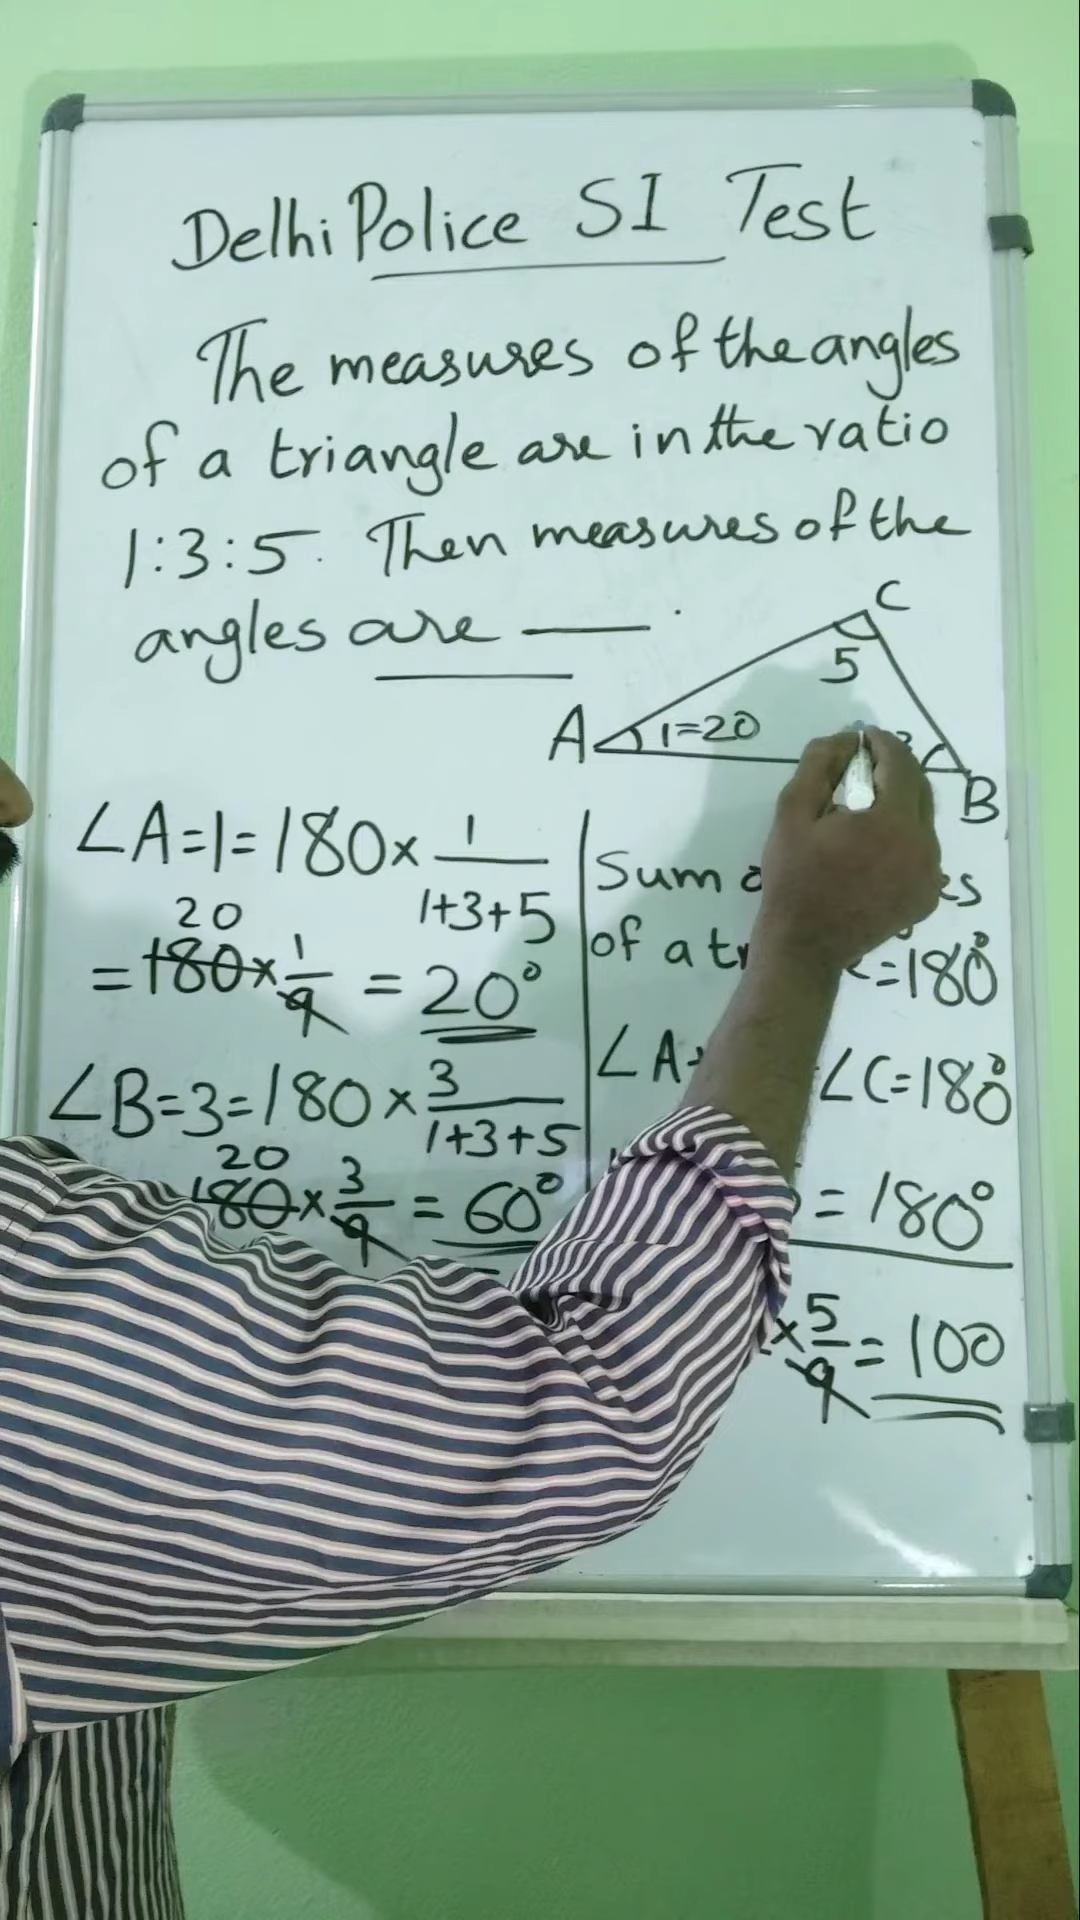 Delhi Police SI Test
The measures of the angles
of a triangle are in the ratio
1:3:5. Then measures of the
angles are ——.
C
5
A 1=20
B
∠A=1=180× 1/(1+3+5)
20
=180×1/9 = 20°
∠B=3=180×3/(1+3+5)
20
180×3/9 = 60°
Sum
of a
=180°
∠A+ ∠C=180°
= 180°
×5/9 = 100